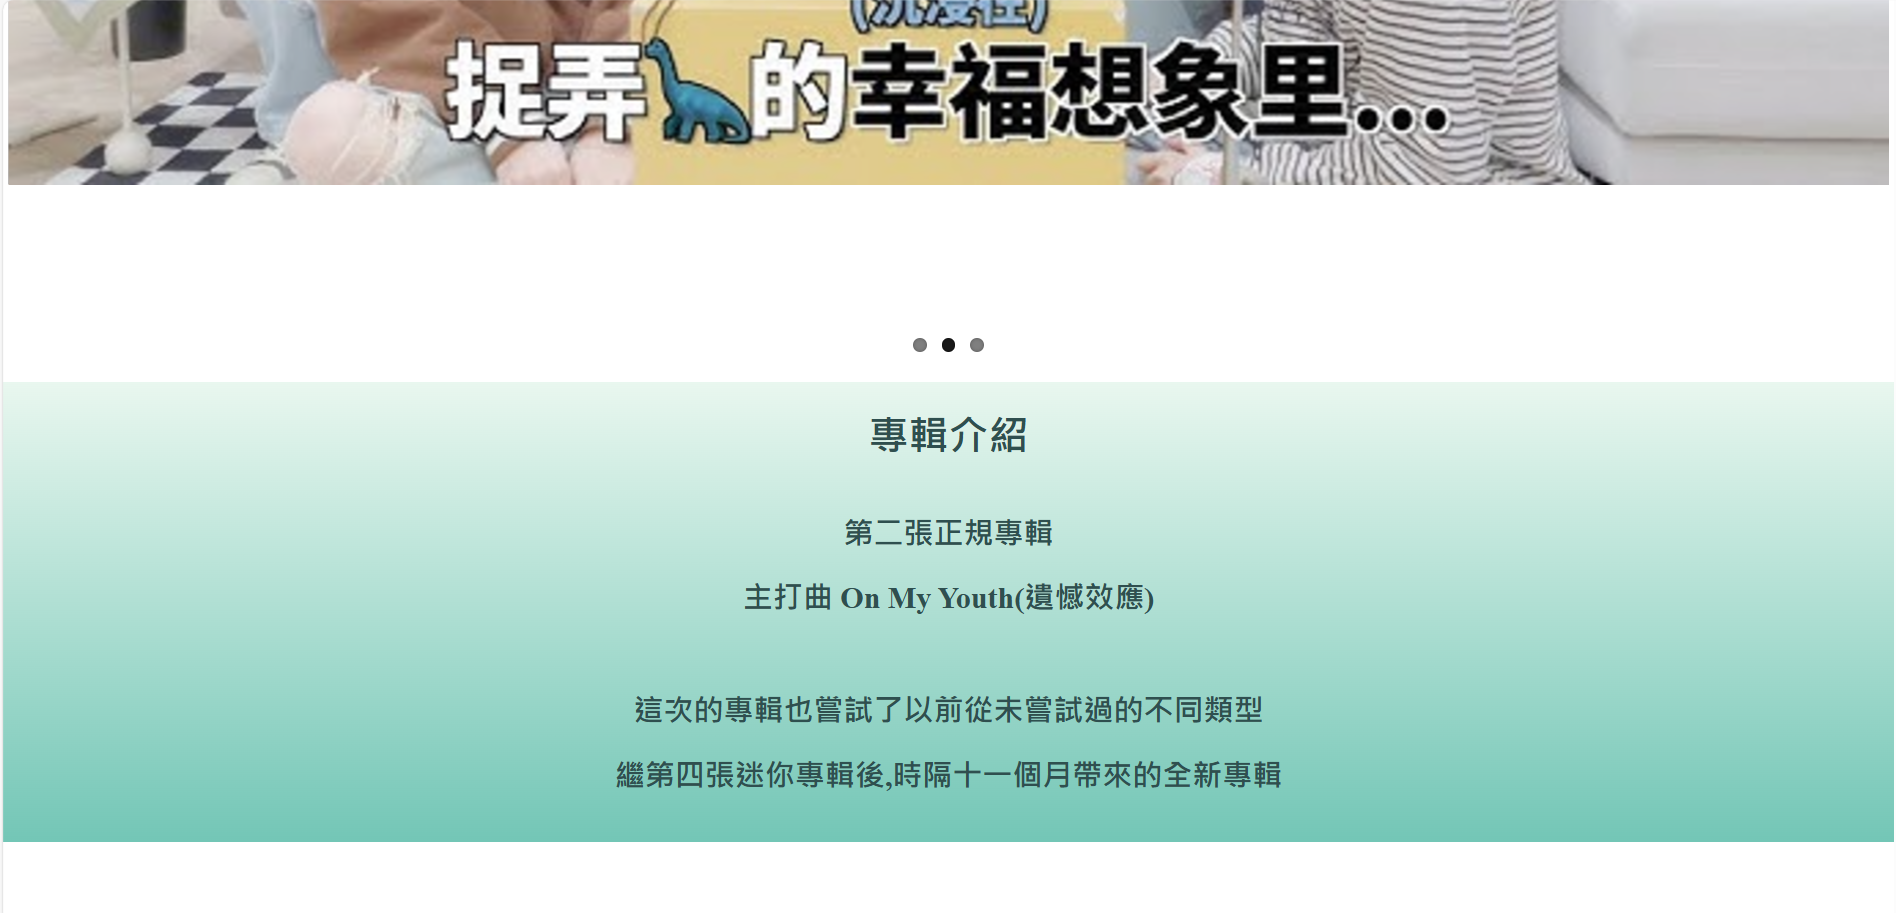 (沉浸在)
捉弄🦕的幸福想象里...
專輯介紹
第二張正規專輯
主打曲 On My Youth(遺憾效應)
這次的專輯也嘗試了以前從未嘗試過的不同類型
繼第四張迷你專輯後,時隔十一個月帶來的全新專輯